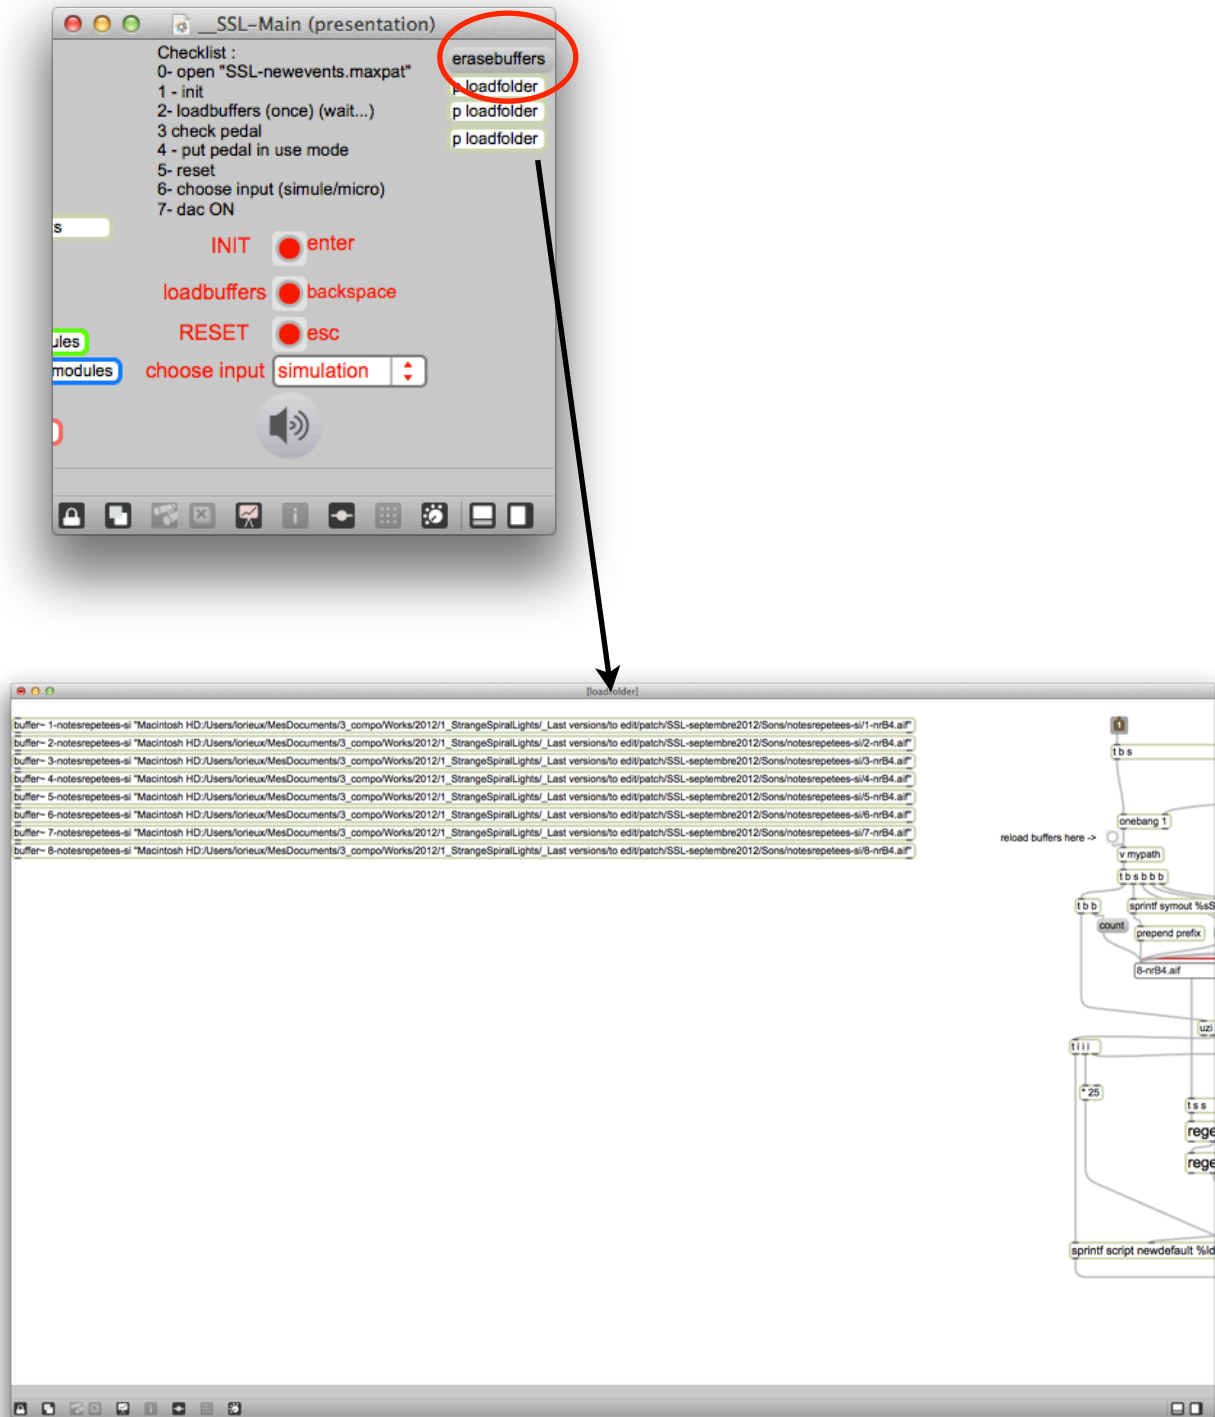 __SSL-Main (presentation)
Checklist :
0- open "SSL-newevents.maxpat"
1 - init
2- loadbuffers (once) (wait...)
3 check pedal
4 - put pedal in use mode
5- reset
6- choose input (simule/micro)
7- dac ON
erasebuffers
p loadfolder
p loadfolder
p loadfolder
s
INIT enter
loadbuffers backspace
RESET esc
ules
modules
choose input simulation
[loadfolder]
buffer~ 1-notesrepetees-si "Macintosh HD:/Users/lorieux/MesDocuments/3_compo/Works/2012/1_StrangeSpiralLights/_Last versions/to edit/patch/SSL-septembre2012/Sons/notesrepetees-si/1-nrB4.aif"
buffer~ 2-notesrepetees-si "Macintosh HD:/Users/lorieux/MesDocuments/3_compo/Works/2012/1_StrangeSpiralLights/_Last versions/to edit/patch/SSL-septembre2012/Sons/notesrepetees-si/2-nrB4.aif"
buffer~ 3-notesrepetees-si "Macintosh HD:/Users/lorieux/MesDocuments/3_compo/Works/2012/1_StrangeSpiralLights/_Last versions/to edit/patch/SSL-septembre2012/Sons/notesrepetees-si/3-nrB4.aif"
buffer~ 4-notesrepetees-si "Macintosh HD:/Users/lorieux/MesDocuments/3_compo/Works/2012/1_StrangeSpiralLights/_Last versions/to edit/patch/SSL-septembre2012/Sons/notesrepetees-si/4-nrB4.aif"
buffer~ 5-notesrepetees-si "Macintosh HD:/Users/lorieux/MesDocuments/3_compo/Works/2012/1_StrangeSpiralLights/_Last versions/to edit/patch/SSL-septembre2012/Sons/notesrepetees-si/5-nrB4.aif"
buffer~ 6-notesrepetees-si "Macintosh HD:/Users/lorieux/MesDocuments/3_compo/Works/2012/1_StrangeSpiralLights/_Last versions/to edit/patch/SSL-septembre2012/Sons/notesrepetees-si/6-nrB4.aif"
buffer~ 7-notesrepetees-si "Macintosh HD:/Users/lorieux/MesDocuments/3_compo/Works/2012/1_StrangeSpiralLights/_Last versions/to edit/patch/SSL-septembre2012/Sons/notesrepetees-si/7-nrB4.aif"
buffer~ 8-notesrepetees-si "Macintosh HD:/Users/lorieux/MesDocuments/3_compo/Works/2012/1_StrangeSpiralLights/_Last versions/to edit/patch/SSL-septembre2012/Sons/notesrepetees-si/8-nrB4.aif"
1
t b s
onebang 1
reload buffers here ->
v mypath
t b s b b b
t b b
sprintf symout %sS
count
prepend prefix
8-nrB4.aif
uzi
t i i i
* 25
t s s
rege
rege
sprintf script newdefault %ld